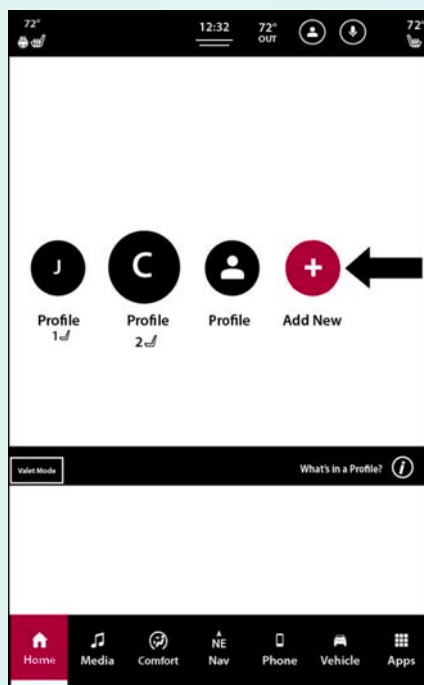 72° 12:32 72° OUT 72°
J C +
Profile 1 Profile 2 Profile Add New
Valet Mode What's in a Profile? i
NE
Home Media Comfort Nav Phone Vehicle Apps